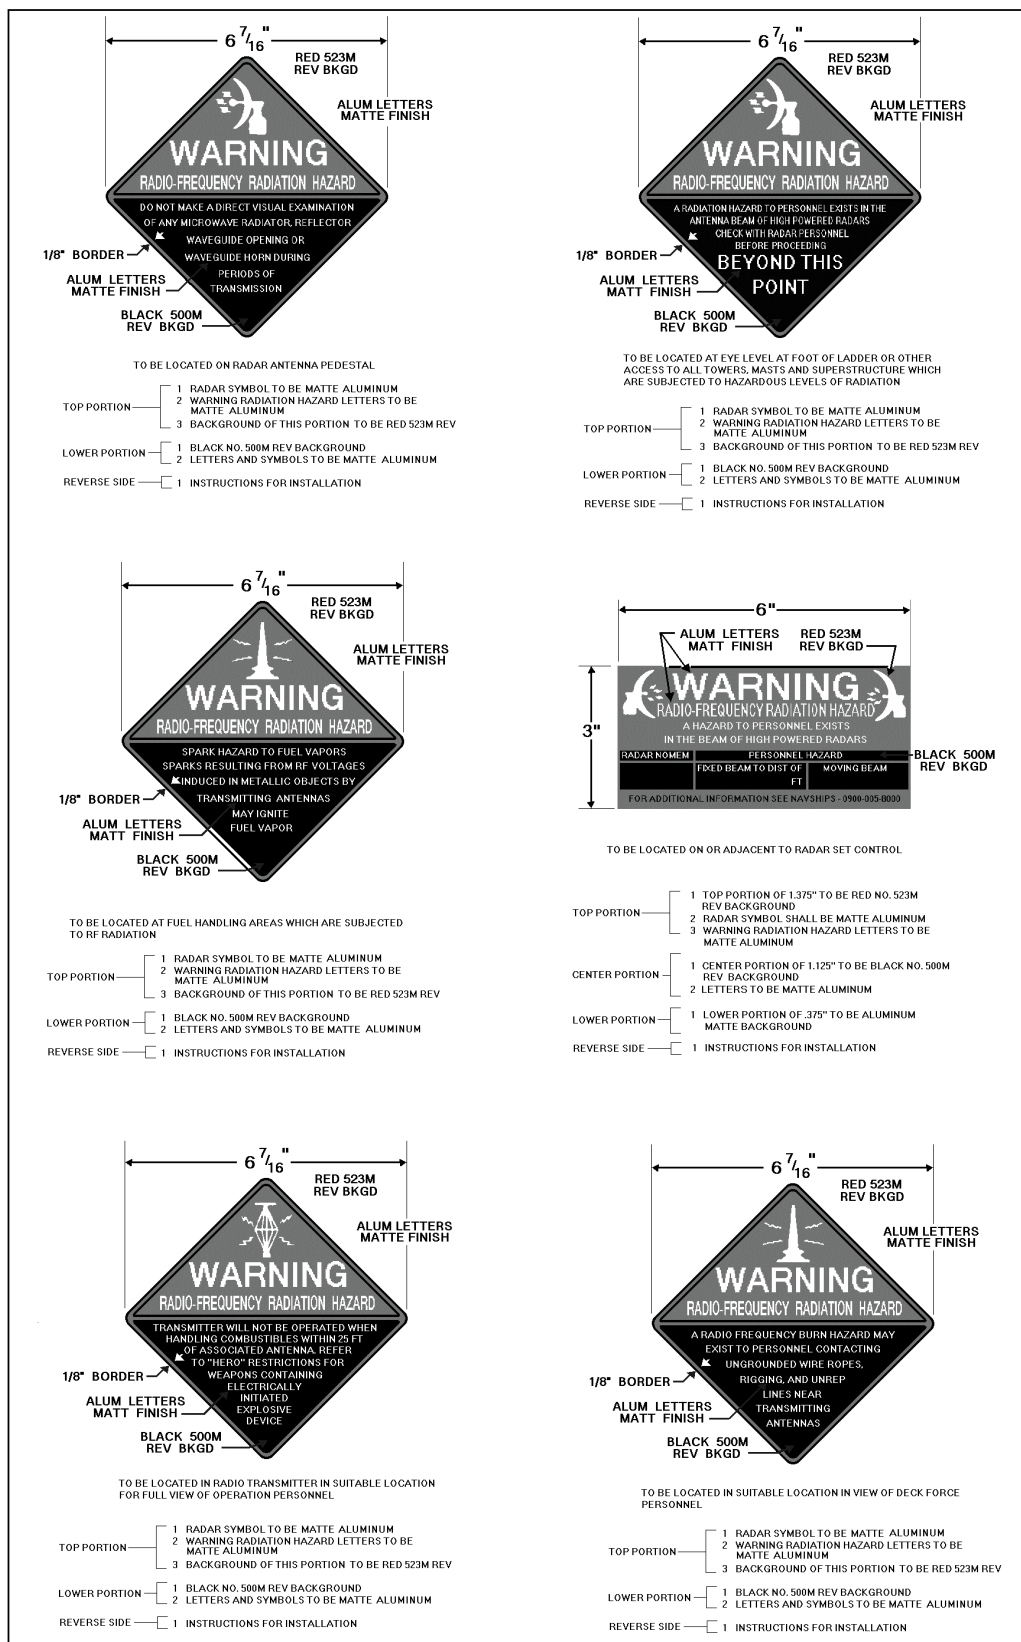 6 7/16"
RED 523M
REV BKGD
ALUM LETTERS
MATTE FINISH
WARNING
RADIO-FREQUENCY RADIATION HAZARD
DO NOT MAKE A DIRECT VISUAL EXAMINATION
OF ANY MICROWAVE RADIATOR, REFLECTOR
WAVEGUIDE OPENING OR
WAVEGUIDE HORN DURING
PERIODS OF
TRANSMISSION
1/8" BORDER
ALUM LETTERS
MATTE FINISH
BLACK 500M
REV BKGD
TO BE LOCATED ON RADAR ANTENNA PEDESTAL
TOP PORTION
1 RADAR SYMBOL TO BE MATTE ALUMINUM
2 WARNING RADIATION HAZARD LETTERS TO BE
MATTE ALUMINUM
3 BACKGROUND OF THIS PORTION TO BE RED 523M REV
LOWER PORTION
1 BLACK NO. 500M REV BACKGROUND
2 LETTERS AND SYMBOLS TO BE MATTE ALUMINUM
REVERSE SIDE
1 INSTRUCTIONS FOR INSTALLATION
6 7/16"
RED 523M
REV BKGD
ALUM LETTERS
MATTE FINISH
WARNING
RADIO-FREQUENCY RADIATION HAZARD
A RADIATION HAZARD TO PERSONNEL EXISTS IN THE
ANTENNA BEAM OF HIGH POWERED RADARS
CHECK WITH RADAR PERSONNEL
BEFORE PROCEEDING
BEYOND THIS
POINT
1/8" BORDER
ALUM LETTERS
MATT FINISH
BLACK 500M
REV BKGD
TO BE LOCATED AT EYE LEVEL AT FOOT OF LADDER OR OTHER
ACCESS TO ALL TOWERS, MASTS AND SUPERSTRUCTURE WHICH
ARE SUBJECTED TO HAZARDOUS LEVELS OF RADIATION
TOP PORTION
1 RADAR SYMBOL TO BE MATTE ALUMINUM
2 WARNING RADIATION HAZARD LETTERS TO BE
MATTE ALUMINUM
3 BACKGROUND OF THIS PORTION TO BE RED 523M REV
LOWER PORTION
1 BLACK NO. 500M REV BACKGROUND
2 LETTERS AND SYMBOLS TO BE MATTE ALUMINUM
REVERSE SIDE
1 INSTRUCTIONS FOR INSTALLATION
6 7/16"
RED 523M
REV BKGD
ALUM LETTERS
MATTE FINISH
WARNING
RADIO-FREQUENCY RADIATION HAZARD
SPARK HAZARD TO FUEL VAPORS
SPARKS RESULTING FROM RF VOLTAGES
INDUCED IN METALLIC OBJECTS BY
TRANSMITTING ANTENNAS
MAY IGNITE
FUEL VAPOR
1/8" BORDER
ALUM LETTERS
MATT FINISH
BLACK 500M
REV BKGD
TO BE LOCATED AT FUEL HANDLING AREAS WHICH ARE SUBJECTED
TO RF RADIATION
TOP PORTION
1 RADAR SYMBOL TO BE MATTE ALUMINUM
2 WARNING RADIATION HAZARD LETTERS TO BE
MATTE ALUMINUM
3 BACKGROUND OF THIS PORTION TO BE RED 523M REV
LOWER PORTION
1 BLACK NO. 500M REV BACKGROUND
2 LETTERS AND SYMBOLS TO BE MATTE ALUMINUM
REVERSE SIDE
1 INSTRUCTIONS FOR INSTALLATION
6"
ALUM LETTERS
MATT FINISH
RED 523M
REV BKGD
3"
WARNING
RADIO-FREQUENCY RADIATION HAZARD
A HAZARD TO PERSONNEL EXISTS
IN THE BEAM OF HIGH POWERED RADARS
RADAR NOMEM
PERSONNEL HAZARD
FIXED BEAM TO DIST OF
FT
MOVING BEAM
BLACK 500M
REV BKGD
FOR ADDITIONAL INFORMATION SEE NAVSHIPS - 0900-005-8000
TO BE LOCATED ON OR ADJACENT TO RADAR SET CONTROL
TOP PORTION
1 TOP PORTION OF 1.375" TO BE RED NO. 523M
REV BACKGROUND
2 RADAR SYMBOL SHALL BE MATTE ALUMINUM
3 WARNING RADIATION HAZARD LETTERS TO BE
MATTE ALUMINUM
CENTER PORTION
1 CENTER PORTION OF 1.125" TO BE BLACK NO. 500M
REV BACKGROUND
2 LETTERS TO BE MATTE ALUMINUM
LOWER PORTION
1 LOWER PORTION OF .375" TO BE ALUMINUM
MATTE BACKGROUND
REVERSE SIDE
1 INSTRUCTIONS FOR INSTALLATION
6 7/16"
RED 523M
REV BKGD
ALUM LETTERS
MATTE FINISH
WARNING
RADIO-FREQUENCY RADIATION HAZARD
TRANSMITTER WILL NOT BE OPERATED WHEN
HANDLING COMBUSTIBLES WITHIN 25 FT
OF ASSOCIATED ANTENNA. REFER
TO "HERO" RESTRICTIONS FOR
WEAPONS CONTAINING
ELECTRICALLY
INITIATED
EXPLOSIVE
DEVICE
1/8" BORDER
ALUM LETTERS
MATT FINISH
BLACK 500M
REV BKGD
TO BE LOCATED IN RADIO TRANSMITTER IN SUITABLE LOCATION
FOR FULL VIEW OF OPERATION PERSONNEL
TOP PORTION
1 RADAR SYMBOL TO BE MATTE ALUMINUM
2 WARNING RADIATION HAZARD LETTERS TO BE
MATTE ALUMINUM
3 BACKGROUND OF THIS PORTION TO BE RED 523M REV
LOWER PORTION
1 BLACK NO. 500M REV BACKGROUND
2 LETTERS AND SYMBOLS TO BE MATTE ALUMINUM
REVERSE SIDE
1 INSTRUCTIONS FOR INSTALLATION
6 7/16"
RED 523M
REV BKGD
ALUM LETTERS
MATTE FINISH
WARNING
RADIO-FREQUENCY RADIATION HAZARD
A RADIO FREQUENCY BURN HAZARD MAY
EXIST TO PERSONNEL CONTACTING
UNGROUNDED WIRE ROPES,
RIGGING, AND UNREP
LINES NEAR
TRANSMITTING
ANTENNAS
1/8" BORDER
ALUM LETTERS
MATT FINISH
BLACK 500M
REV BKGD
TO BE LOCATED IN SUITABLE LOCATION IN VIEW OF DECK FORCE
PERSONNEL
TOP PORTION
1 RADAR SYMBOL TO BE MATTE ALUMINUM
2 WARNING RADIATION HAZARD LETTERS TO BE
MATTE ALUMINUM
3 BACKGROUND OF THIS PORTION TO BE RED 523M REV
LOWER PORTION
1 BLACK NO. 500M REV BACKGROUND
2 LETTERS AND SYMBOLS TO BE MATTE ALUMINUM
REVERSE SIDE
1 INSTRUCTIONS FOR INSTALLATION